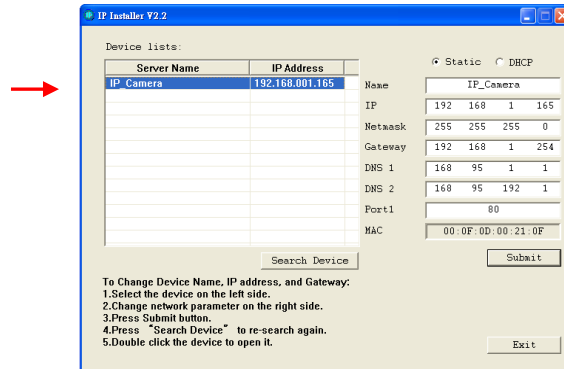 IP Installer V2.2
Device lists:
Server Name IP Address
IP_Camera 192.168.001.165
Static DHCP
Name IP_Camera
IP 192 168 1 165
Netmask 255 255 255 0
Gateway 192 168 1 254
DNS 1 168 95 1 1
DNS 2 168 95 192 1
Port1 80
MAC 00:0F:0D:00:21:0F
Search Device Submit
To Change Device Name, IP address, and Gateway:
1.Select the device on the left side.
2.Change network parameter on the right side.
3.Press Submit button.
4.Press “Search Device” to re-search again.
5.Double click the device to open it.
Exit